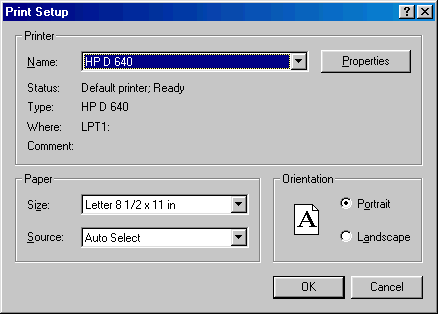 Print Setup
Printer
Name: HP D 640 Properties
Status: Default printer; Ready
Type: HP D 640
Where: LPT1:
Comment:
Paper
Size: Letter 8 1/2 x 11 in
Source: Auto Select
Orientation
A
Portrait
Landscape
OK Cancel